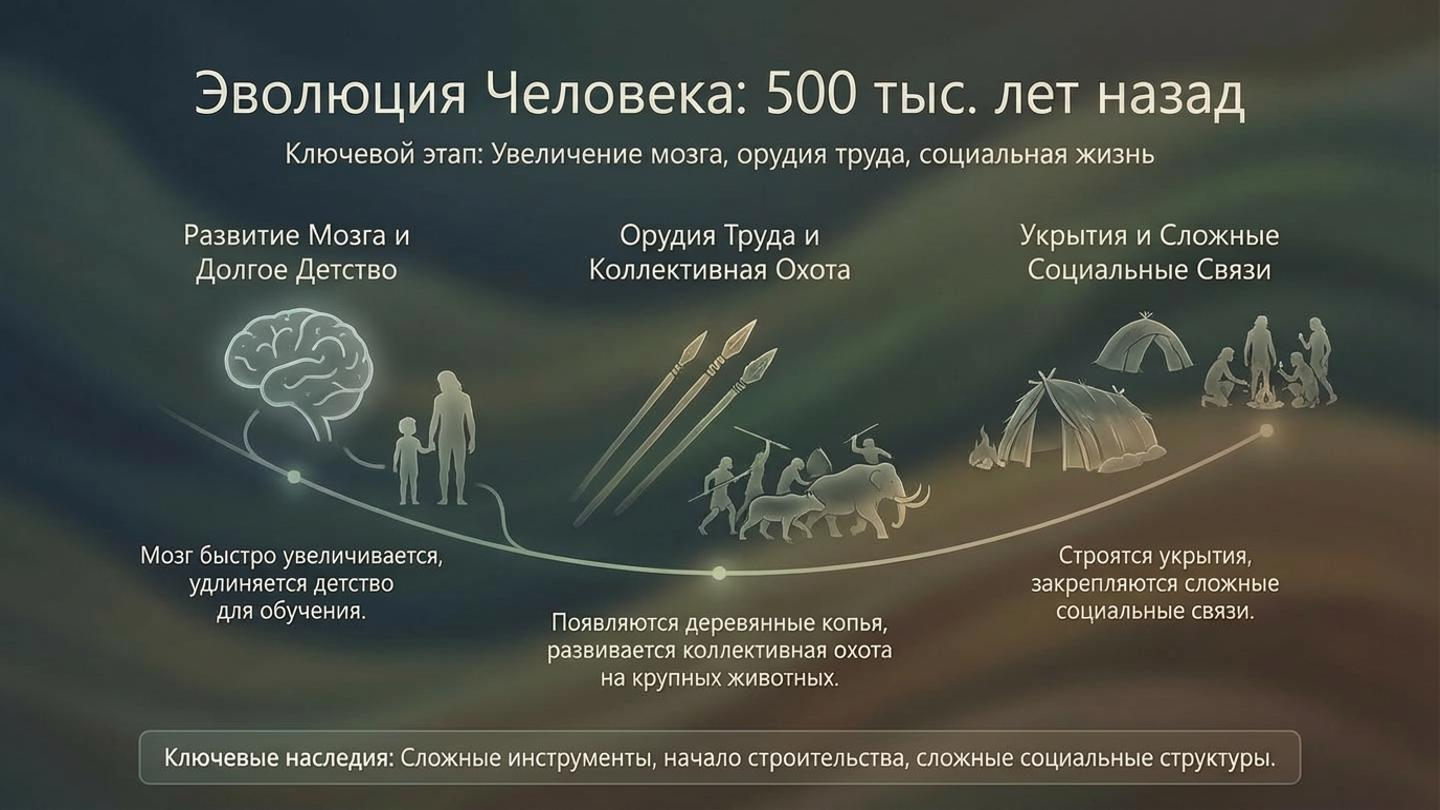 Эволюция Человека: 500 тыс. лет назад
Ключевой этап: Увеличение мозга, орудия труда, социальная жизнь
Развитие Мозга и
Долгое Детство
Мозг быстро увеличивается,
удлиняется детство
для обучения.
Орудия Труда и
Коллективная Охота
Появляются деревянные копья,
развивается коллективная охота
на крупных животных.
Укрытия и Сложные
Социальные Связи
Строятся укрытия,
закрепляются сложные
социальные связи.
Ключевые наследия: Сложные инструменты, начало строительства, сложные социальные структуры.